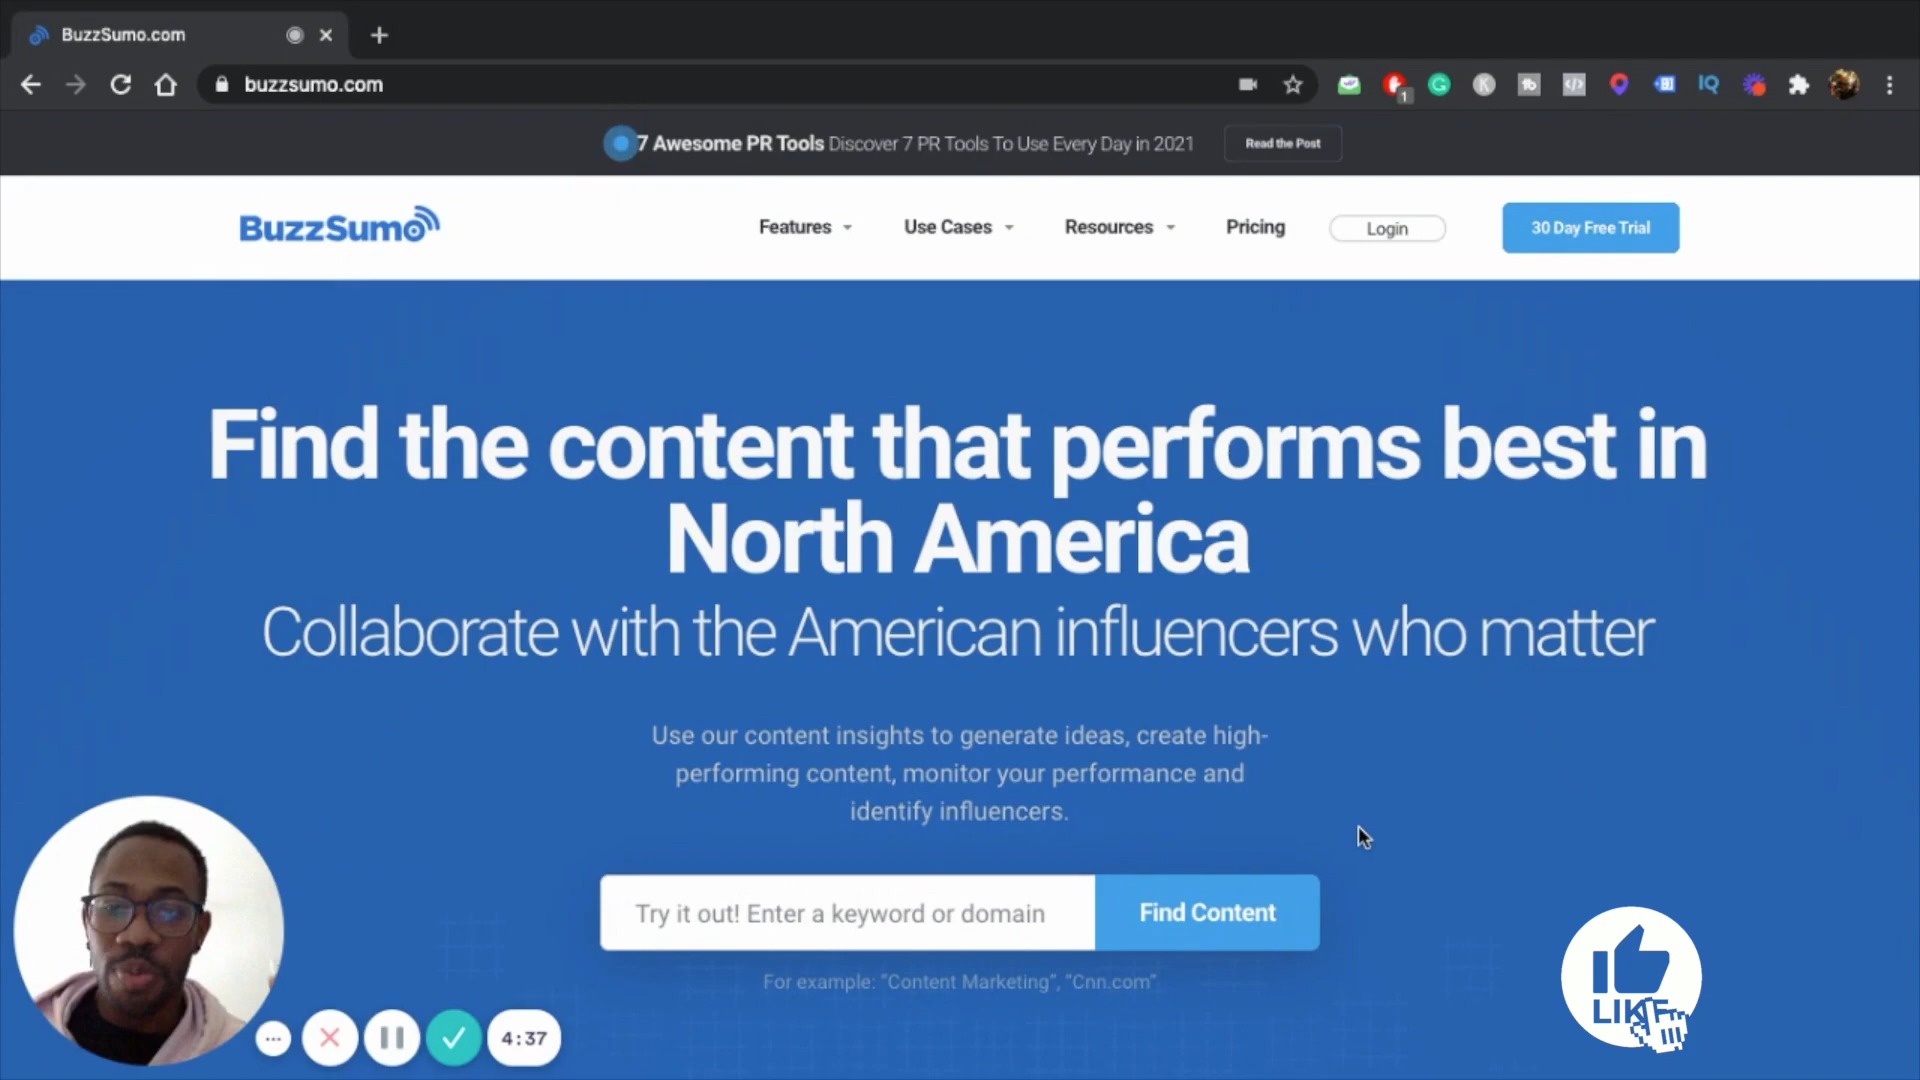 BuzzSumo.com
buzzsumo.com
1
IQ
7 Awesome PR Tools Discover 7 PR Tools To Use Every Day in 2021
Read the Post
BuzzSumo
Features
Use Cases
Resources
Pricing
Login
30 Day Free Trial
Find the content that performs best in
North America
Collaborate with the American influencers who matter
Use our content insights to generate ideas, create high-
performing content, monitor your performance and
identify influencers.
Try it out! Enter a keyword or domain
Find Content
For example: "Content Marketing", "Cnn.com"
4:37
LIKE